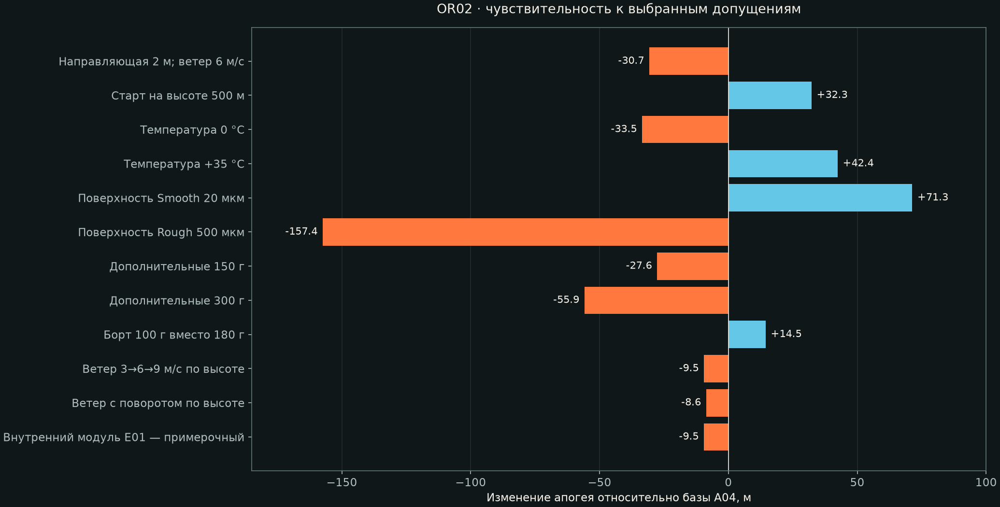 OR02 · чувствительность к выбранным допущениям
Направляющая 2 м; ветер 6 м/с
-30.7
Старт на высоте 500 м
+32.3
Температура 0 °C
-33.5
Температура +35 °C
+42.4
Поверхность Smooth 20 мкм
+71.3
Поверхность Rough 500 мкм
-157.4
Дополнительные 150 г
-27.6
Дополнительные 300 г
-55.9
Борт 100 г вместо 180 г
+14.5
Ветер 3→6→9 м/с по высоте
-9.5
Ветер с поворотом по высоте
-8.6
Внутренний модуль E01 — примерочный
-9.5
−150 −100 −50 0 50 100
Изменение апогея относительно базы A04, м